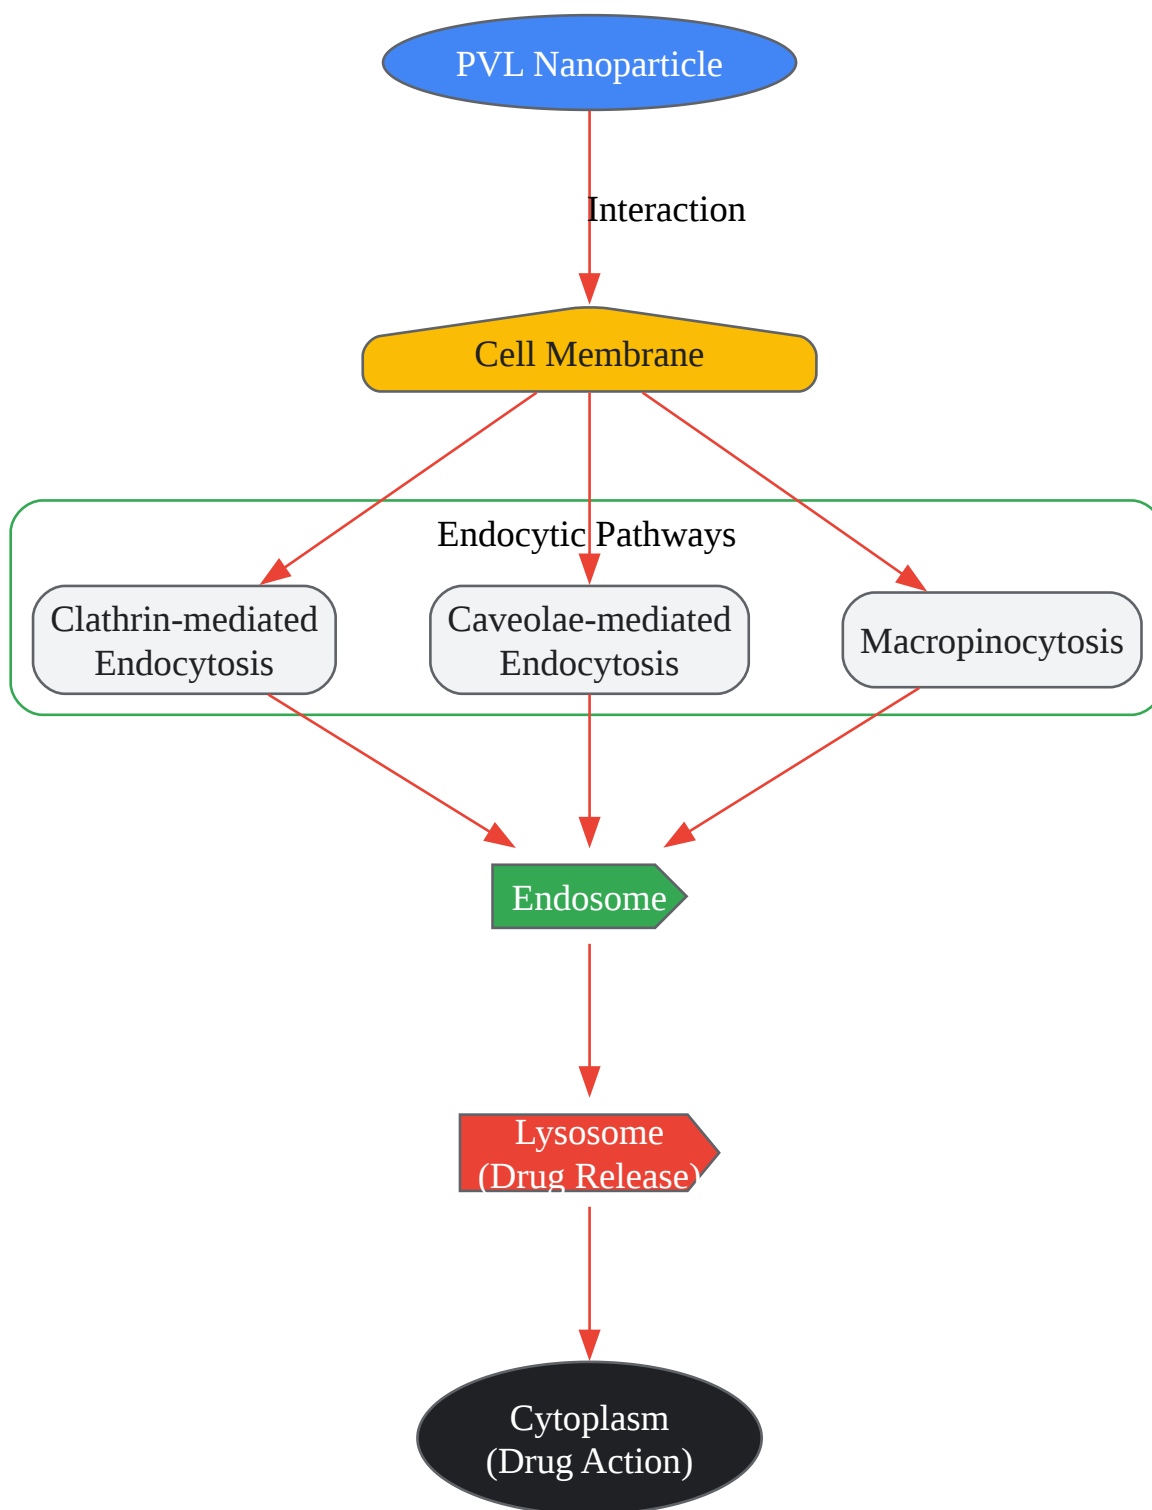 PVL Nanoparticle
Interaction
Cell Membrane
Endocytic Pathways
Clathrin-mediated
Endocytosis
Caveolae-mediated
Endocytosis
Macropinocytosis
Endosome
Lysosome
(Drug Release)
Cytoplasm
(Drug Action)